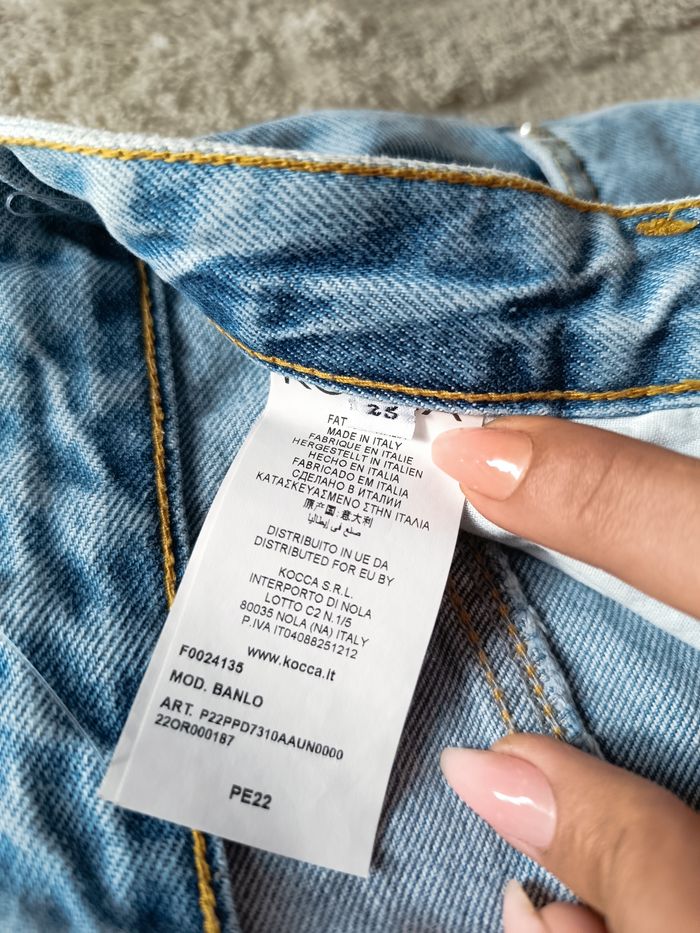 25
FAT
MADE IN ITALY
FABRIQUE EN ITALIE
HERGESTELLT IN ITALIEN
HECHO EN ITALIA
FABRICADO EM ITALIA
СДЕЛАНО В ИТАЛИИ
ΚΑΤΑΣΚΕΥΑΣΜΕΝΟ ΣΤΗΝ ΙΤΑΛΙΑ
原产国:意大利
صنع في إيطاليا
DISTRIBUITO IN UE DA
DISTRIBUTED FOR EU BY
KOCCA S.R.L.
INTERPORTO DI NOLA
LOTTO C2 N.1/5
80035 NOLA (NA) ITALY
P.IVA IT04088251212
www.kocca.it
F0024135
MOD. BANLO
ART. P22PPD7310AAUN0000
22OR000187
PE22